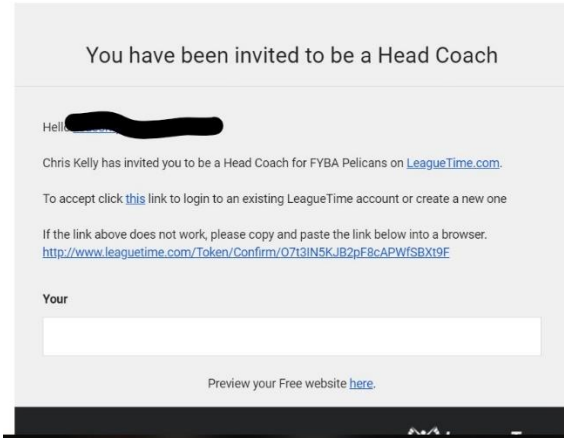 You have been invited to be a Head Coach
Hello
Chris Kelly has invited you to be a Head Coach for FYBA Pelicans on LeagueTime.com.
To accept click this link to login to an existing LeagueTime account or create a new one
If the link above does not work, please copy and paste the link below into a browser.
http://www.leaguetime.com/Token/Confirm/O7t3IN5KJB2pF8cAPWfSBXt9F
Your
Preview your Free website here.